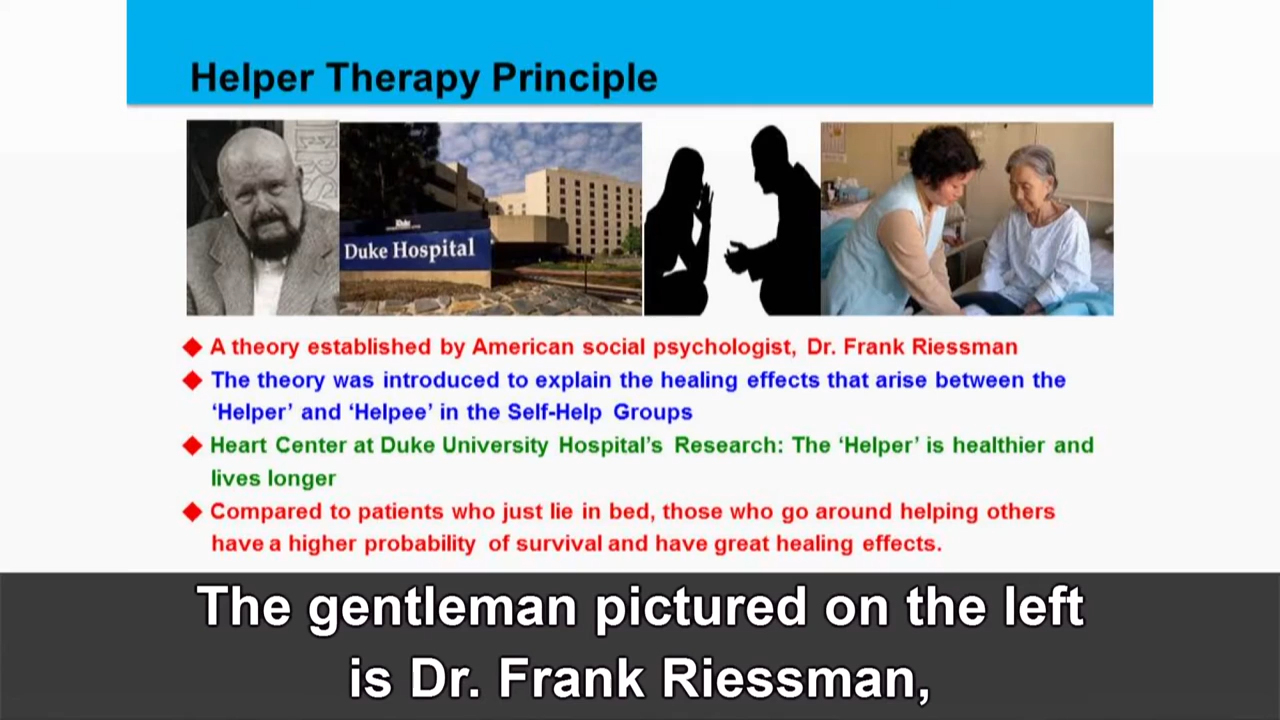 Helper Therapy Principle
ERS
Duke
Duke Hospital
◆ A theory established by American social psychologist, Dr. Frank Riessman
◆ The theory was introduced to explain the healing effects that arise between the
‘Helper’ and ‘Helpee’ in the Self-Help Groups
◆ Heart Center at Duke University Hospital’s Research: The ‘Helper’ is healthier and
lives longer
◆ Compared to patients who just lie in bed, those who go around helping others
have a higher probability of survival and have great healing effects.
The gentleman pictured on the left
is Dr. Frank Riessman,